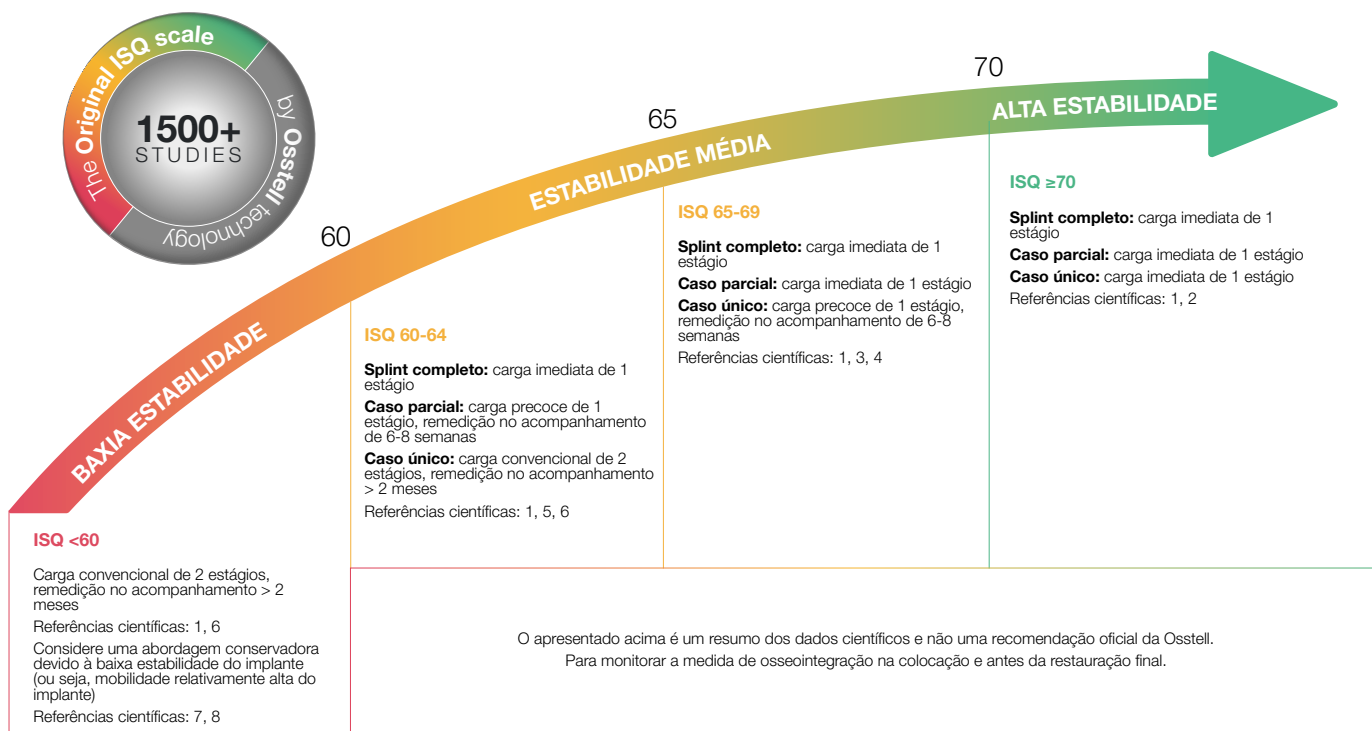 The Original ISQ scale
by Osstell technology
1500+
STUDIES
60
65
70
BAXIA ESTABILIDADE
ESTABILIDADE MÉDIA
ALTA ESTABILIDADE
ISQ <60
Carga convencional de 2 estágios,
remedição no acompanhamento > 2
meses
Referências científicas: 1, 6
Considere uma abordagem conservadora
devido à baixa estabilidade do implante
(ou seja, mobilidade relativamente alta do
implante)
Referências científicas: 7, 8
ISQ 60-64
Splint completo: carga imediata de 1
estágio
Caso parcial: carga precoce de 1
estágio, remedição no acompanhamento
de 6-8 semanas
Caso único: carga convencional de 2
estágios, remedição no acompanhamento
> 2 meses
Referências científicas: 1, 5, 6
ISQ 65-69
Splint completo: carga imediata de 1
estágio
Caso parcial: carga imediata de 1 estágio
Caso único: carga precoce de 1 estágio,
remedição no acompanhamento de 6-8
semanas
Referências científicas: 1, 3, 4
ISQ ≥70
Splint completo: carga imediata de 1
estágio
Caso parcial: carga imediata de 1 estágio
Caso único: carga imediata de 1 estágio
Referências científicas: 1, 2
O apresentado acima é um resumo dos dados científicos e não uma recomendação oficial da Osstell.
Para monitorar a medida de osseointegração na colocação e antes da restauração final.